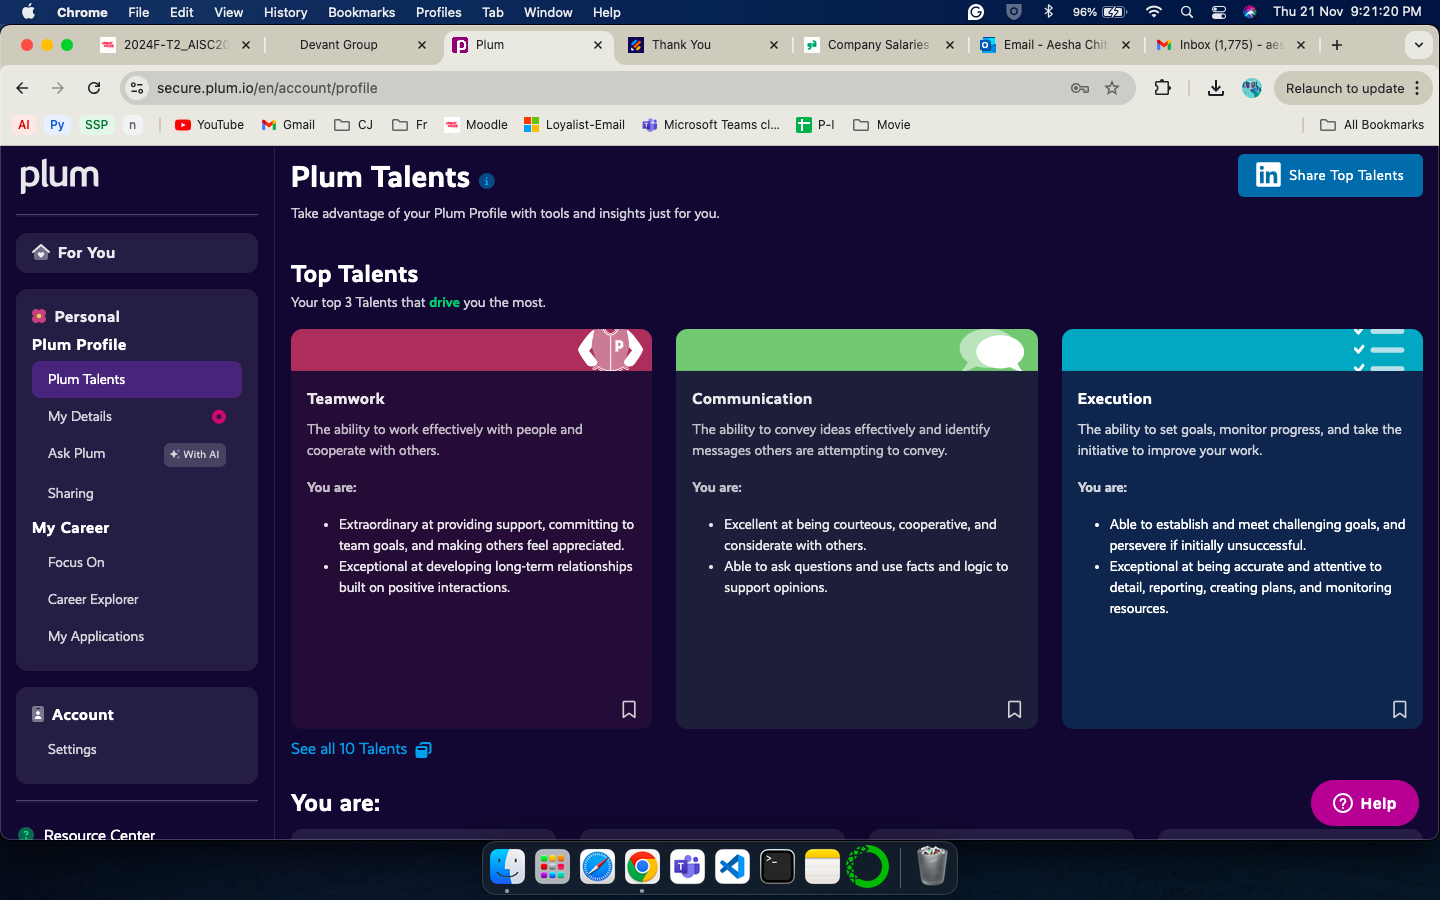 Chrome File Edit View History Bookmarks Profiles Tab Window Help 96% Thu 21 Nov 9:21:20 PM
2024F-T2_AISC20 Devant Group Plum Thank You Company Salaries Email - Aesha Chit Inbox (1,775) - aes
secure.plum.io/en/account/profile Relaunch to update
AI Py SSP n YouTube Gmail CJ Fr Moodle Loyalist-Email Microsoft Teams cl... P-I Movie All Bookmarks
plum
For You
Personal
Plum Profile
Plum Talents
My Details
Ask Plum With AI
Sharing
My Career
Focus On
Career Explorer
My Applications
Account
Settings
Resource Center
Plum Talents
Share Top Talents
Take advantage of your Plum Profile with tools and insights just for you.
Top Talents
Your top 3 Talents that drive you the most.
P
Teamwork
The ability to work effectively with people and
cooperate with others.
You are:
• Extraordinary at providing support, committing to
team goals, and making others feel appreciated.
• Exceptional at developing long-term relationships
built on positive interactions.
Communication
The ability to convey ideas effectively and identify
messages others are attempting to convey.
You are:
• Excellent at being courteous, cooperative, and
considerate with others.
• Able to ask questions and use facts and logic to
support opinions.
Execution
The ability to set goals, monitor progress, and take the
initiative to improve your work.
You are:
• Able to establish and meet challenging goals, and
persevere if initially unsuccessful.
• Exceptional at being accurate and attentive to
detail, reporting, creating plans, and monitoring
resources.
See all 10 Talents
You are:
Help